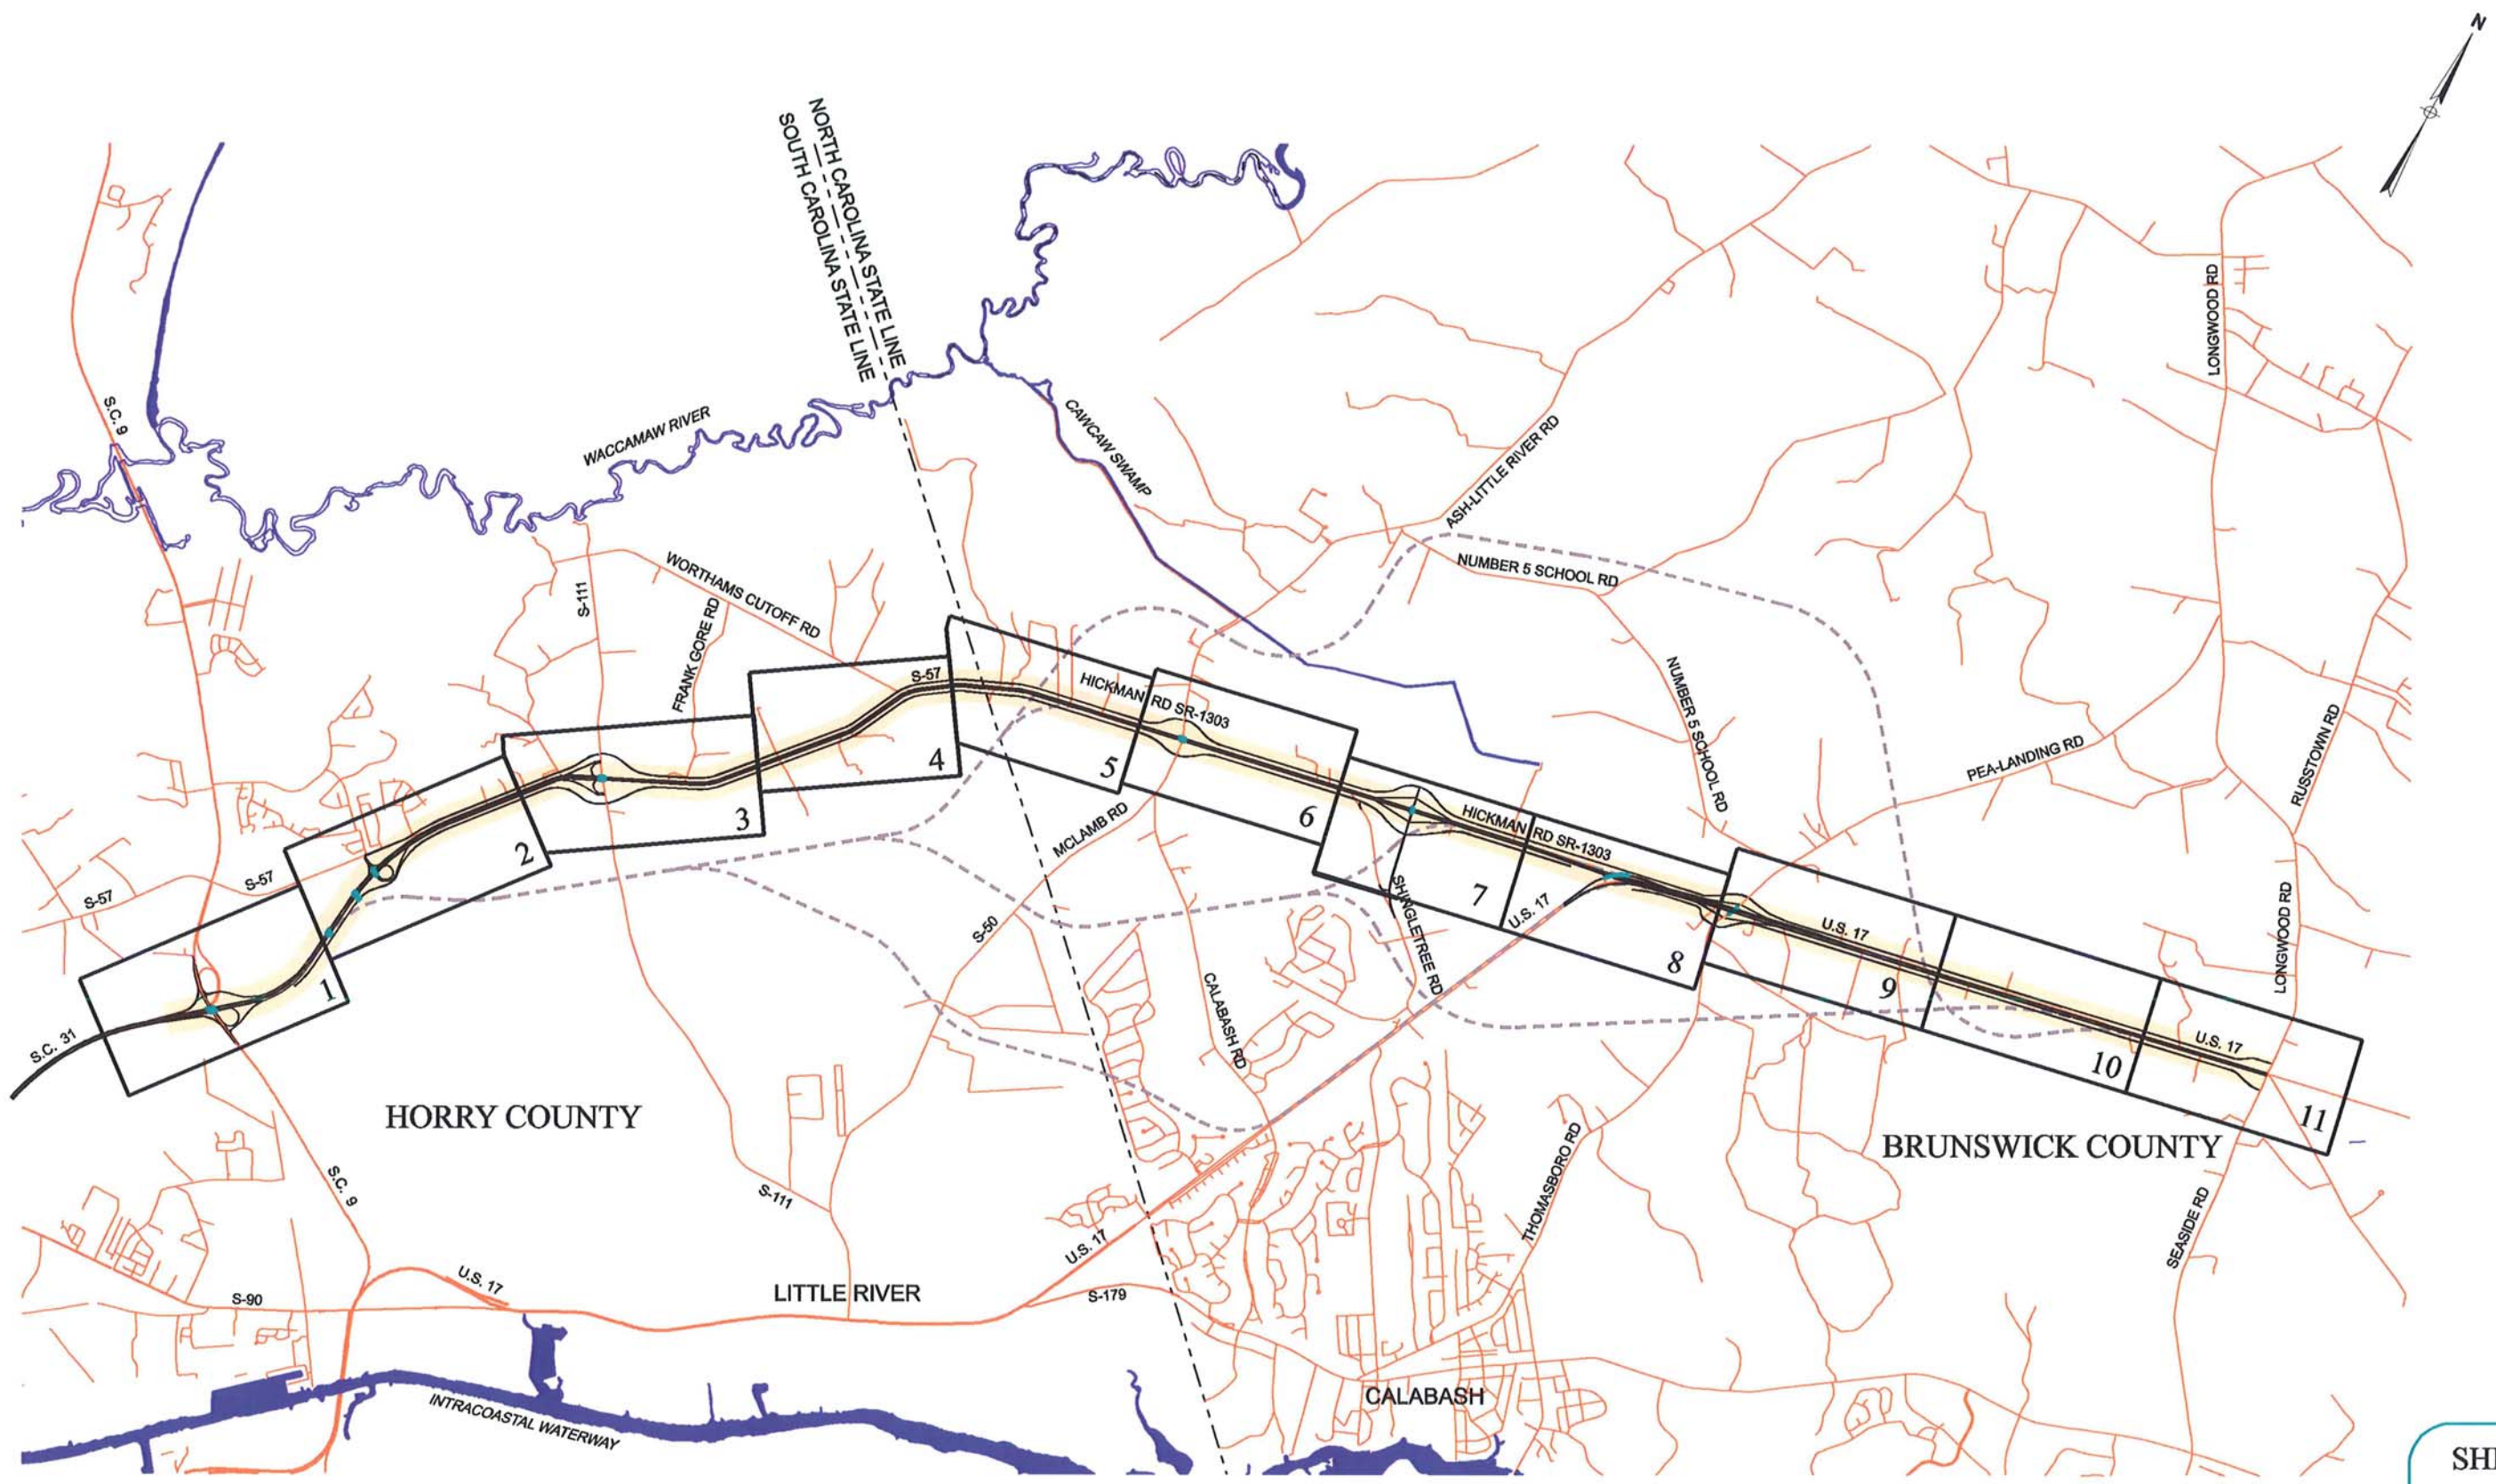 N
NORTH CAROLINA STATE LINE
SOUTH CAROLINA STATE LINE
LONGWOOD RD
S.C. 9
WACCAMAW RIVER
CAWCAW SWAMP
ASH-LITTLE RIVER RD
NUMBER 5 SCHOOL RD
S-111
WORTHAMS CUTOFF RD
FRANK GORE RD
S-57
HICKMAN RD SR-1303
NUMBER 5 SCHOOL RD
PEA-LANDING RD
RUSSTOWN RD
4
5
3
6
MCLAMB RD
HICKMAN RD SR-1303
2
S-57
S-57
7
SHINGLETREE RD
U.S. 17
U.S. 17
LONGWOOD RD
S-50
8
1
9
CALABASH RD
S.C. 31
U.S. 17
10
11
HORRY COUNTY
BRUNSWICK COUNTY
S.C. 9
S-111
THOMASBORO RD
SEASIDE RD
U.S. 17
U.S. 17
S-90
LITTLE RIVER
S-179
INTRACOASTAL WATERWAY
CALABASH